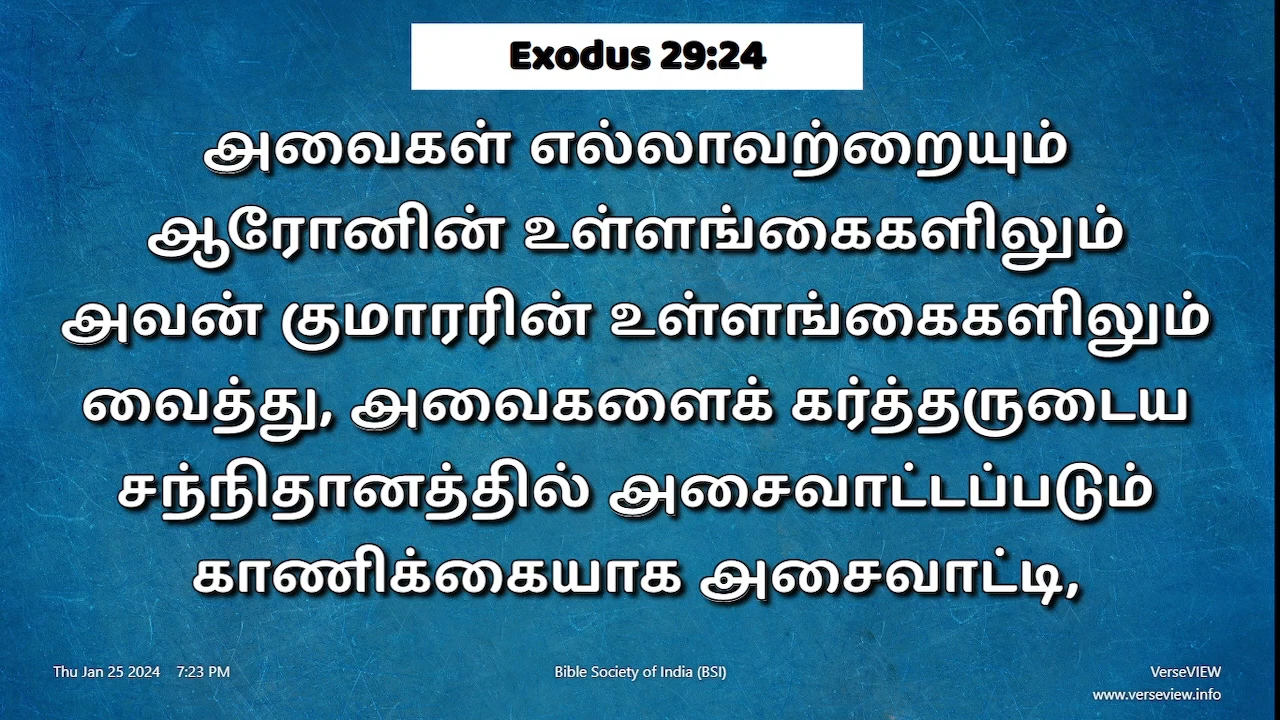 Exodus 29:24
அவைகள் எல்லாவற்றையும்
ஆரோனின் உள்ளங்கைகளிலும்
அவன் குமாரரின் உள்ளங்கைகளிலும்
வைத்து, அவைகளைக் கர்த்தருடைய
சந்நிதானத்தில் அசைவாட்டப்படும்
காணிக்கையாக அசைவாட்டி,
Thu Jan 25 2024 7:23 PM
Bible Society of India (BSI)
VerseVIEW
www.verseview.info